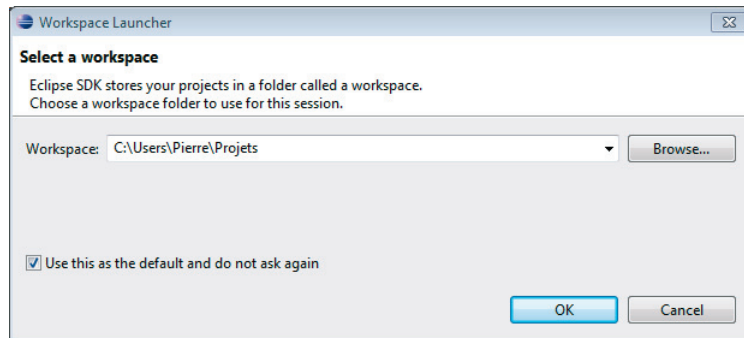 Workspace Launcher
Select a workspace
Eclipse SDK stores your projects in a folder called a workspace.
Choose a workspace folder to use for this session.
Workspace: C:\Users\Pierre\Projets Browse...
Use this as the default and do not ask again
OK Cancel